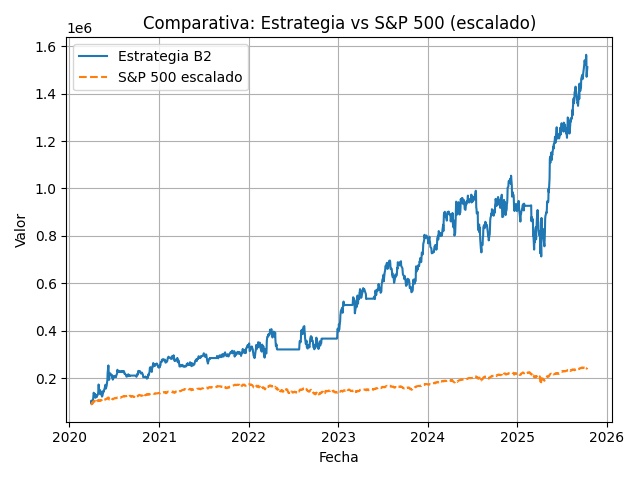 Comparativa: Estrategia vs S&P 500 (escalado)
1e6
Estrategia B2
S&P 500 escalado
1.6
1.4
1.2
1.0
0.8
0.6
0.4
0.2
Valor
2020 2021 2022 2023 2024 2025 2026
Fecha